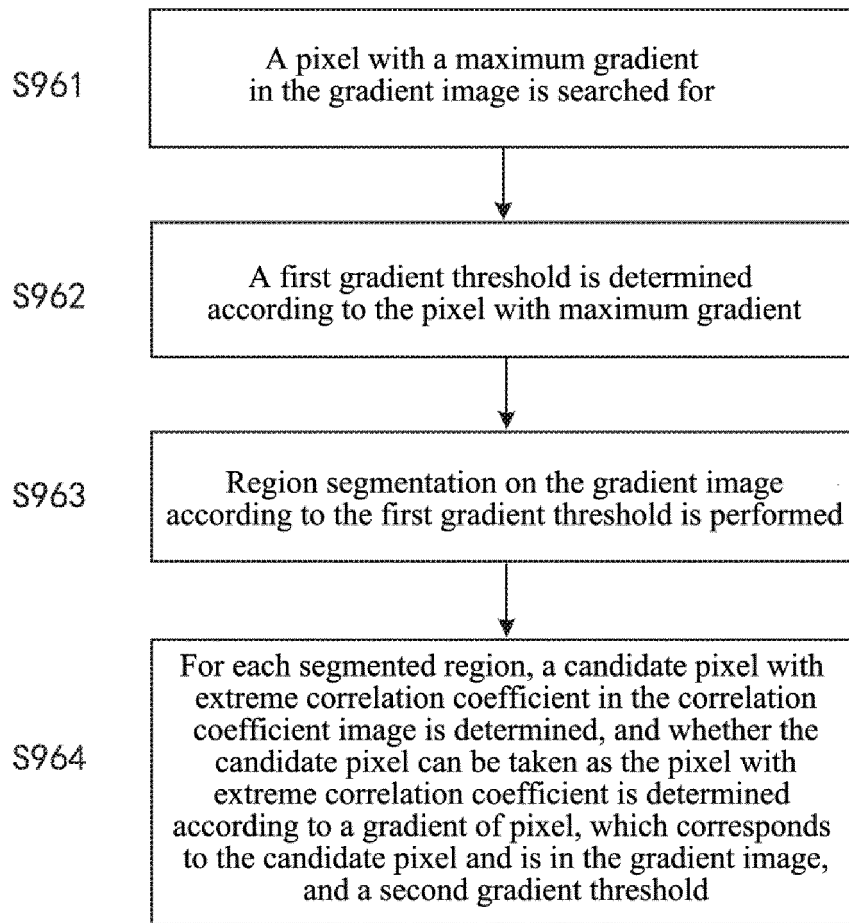 S961
A pixel with a maximum gradient
in the gradient image is searched for
S962
A first gradient threshold is determined
according to the pixel with maximum gradient
S963
Region segmentation on the gradient image
according to the first gradient threshold is performed
S964
For each segmented region, a candidate pixel with
extreme correlation coefficient in the correlation
coefficient image is determined, and whether the
candidate pixel can be taken as the pixel with
extreme correlation coefficient is determined
according to a gradient of pixel, which corresponds
to the candidate pixel and is in the gradient image,
and a second gradient threshold